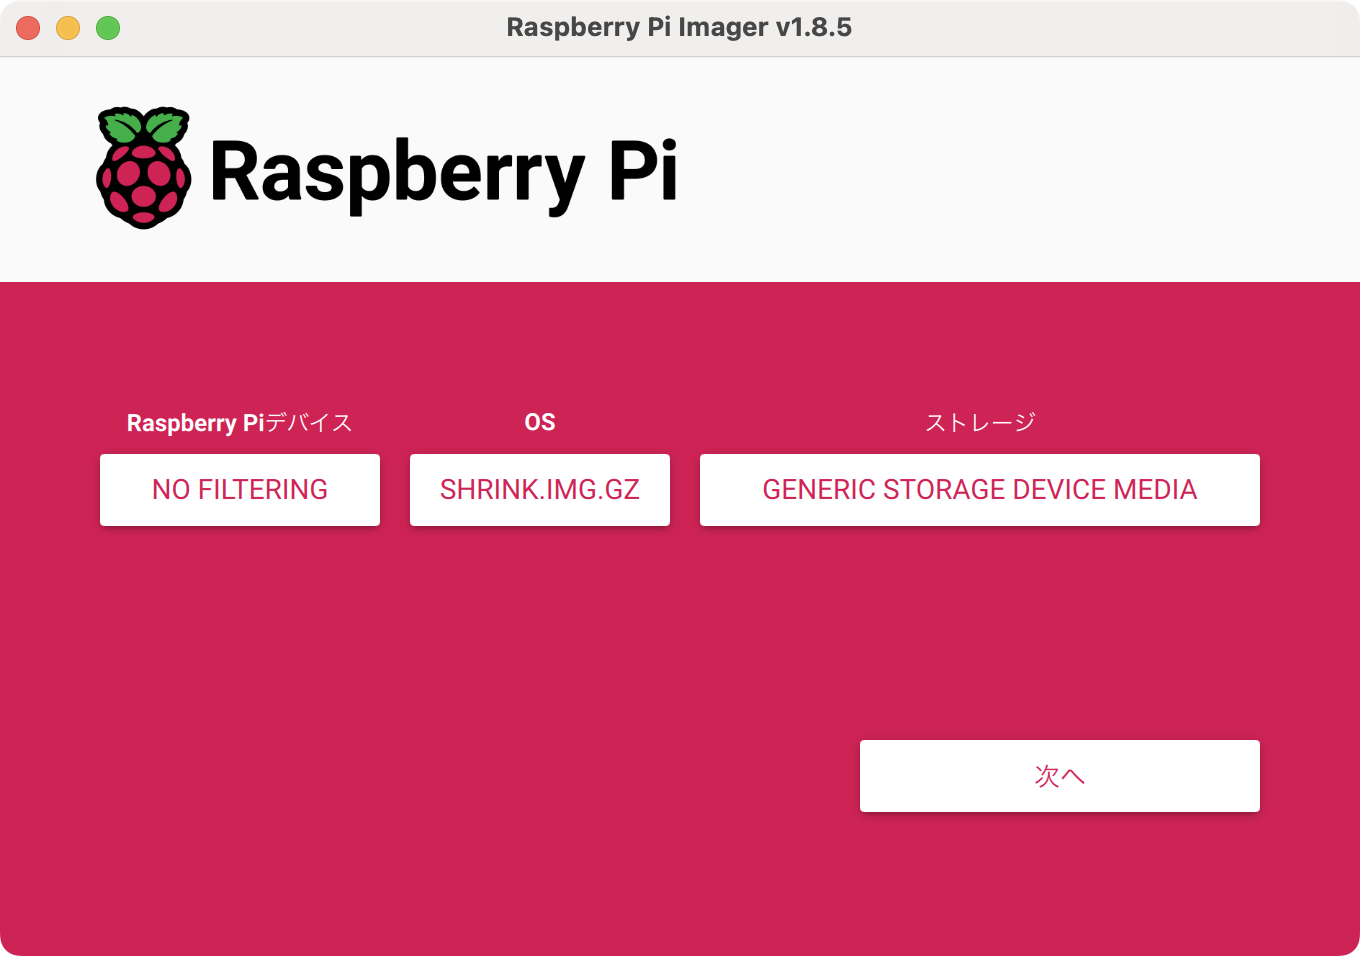 Raspberry Pi Imager v1.8.5
Raspberry Pi
Raspberry Piデバイス
OS
ストレージ
NO FILTERING
SHRINK.IMG.GZ
GENERIC STORAGE DEVICE MEDIA
次へ